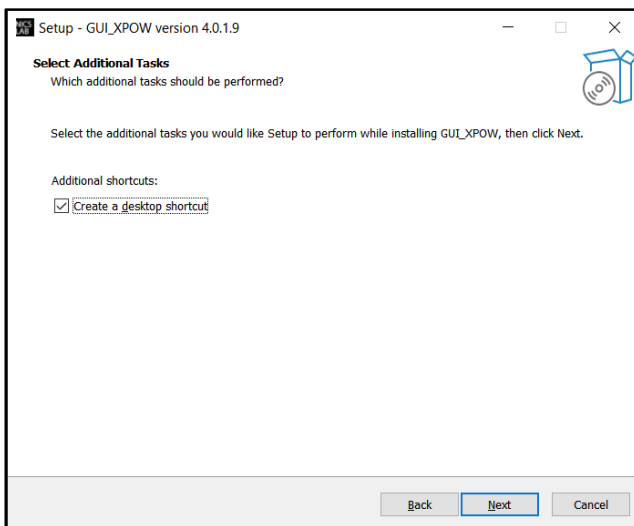 NICS
LAB
Setup - GUI_XPOW version 4.0.1.9
Select Additional Tasks
Which additional tasks should be performed?
Select the additional tasks you would like Setup to perform while installing GUI_XPOW, then click Next.
Additional shortcuts:
Create a desktop shortcut
Back
Next
Cancel